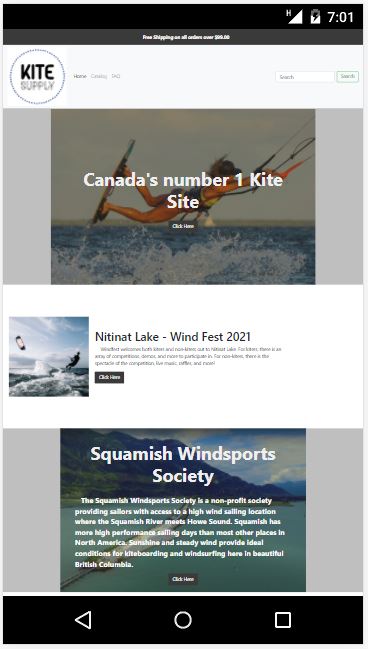 H 7:01
Free Shipping on all orders over $99.00
KITE
SUPPLY
Home Catalog FAQ
Search Search
Canada's number 1 Kite
Site
Click Here
Nitinat Lake - Wind Fest 2021
Windfest welcomes both kiters and non-kiters out to Nitinat Lake. For kiters, there is an
array of competitions, demos, and more to participate in. For non-kiters, there is the
spectacle of the competition, live music, raffles, and more!
Click Here
Squamish Windsports
Society
The Squamish Windsports Society is a non-profit society
providing sailors with access to a high wind sailing location
where the Squamish River meets Howe Sound. Squamish has
more high performance sailing days than most other places in
North America. Sunshine and steady wind provide ideal
conditions for kiteboarding and windsurfing here in beautiful
British Columbia.
Click Here